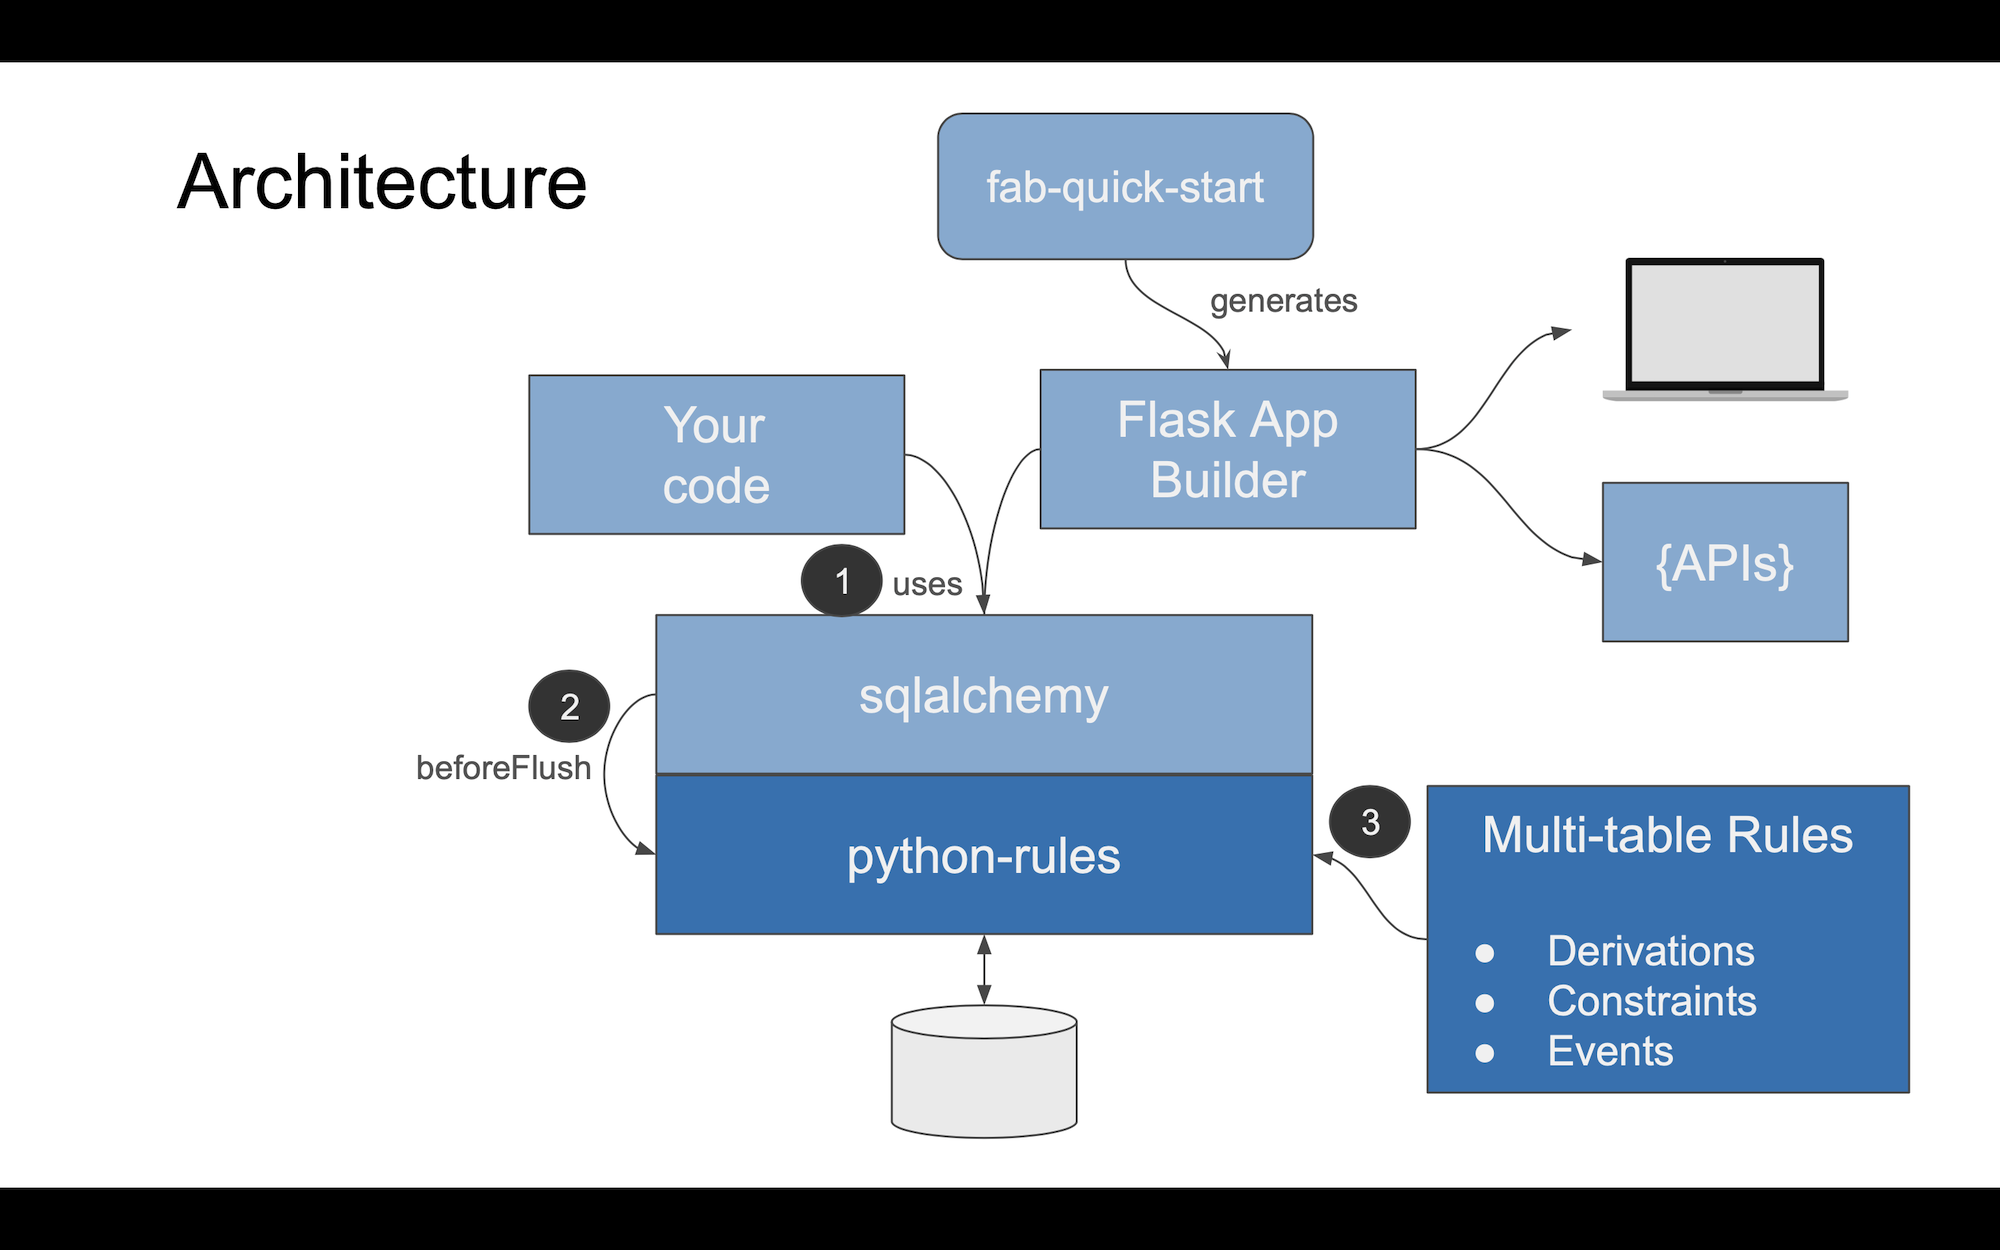 Architecture
fab-quick-start
generates
Your
code
Flask App
Builder
{APIs}
1
uses
sqlalchemy
2
beforeFlush
python-rules
3
Multi-table Rules
● Derivations
● Constraints
● Events